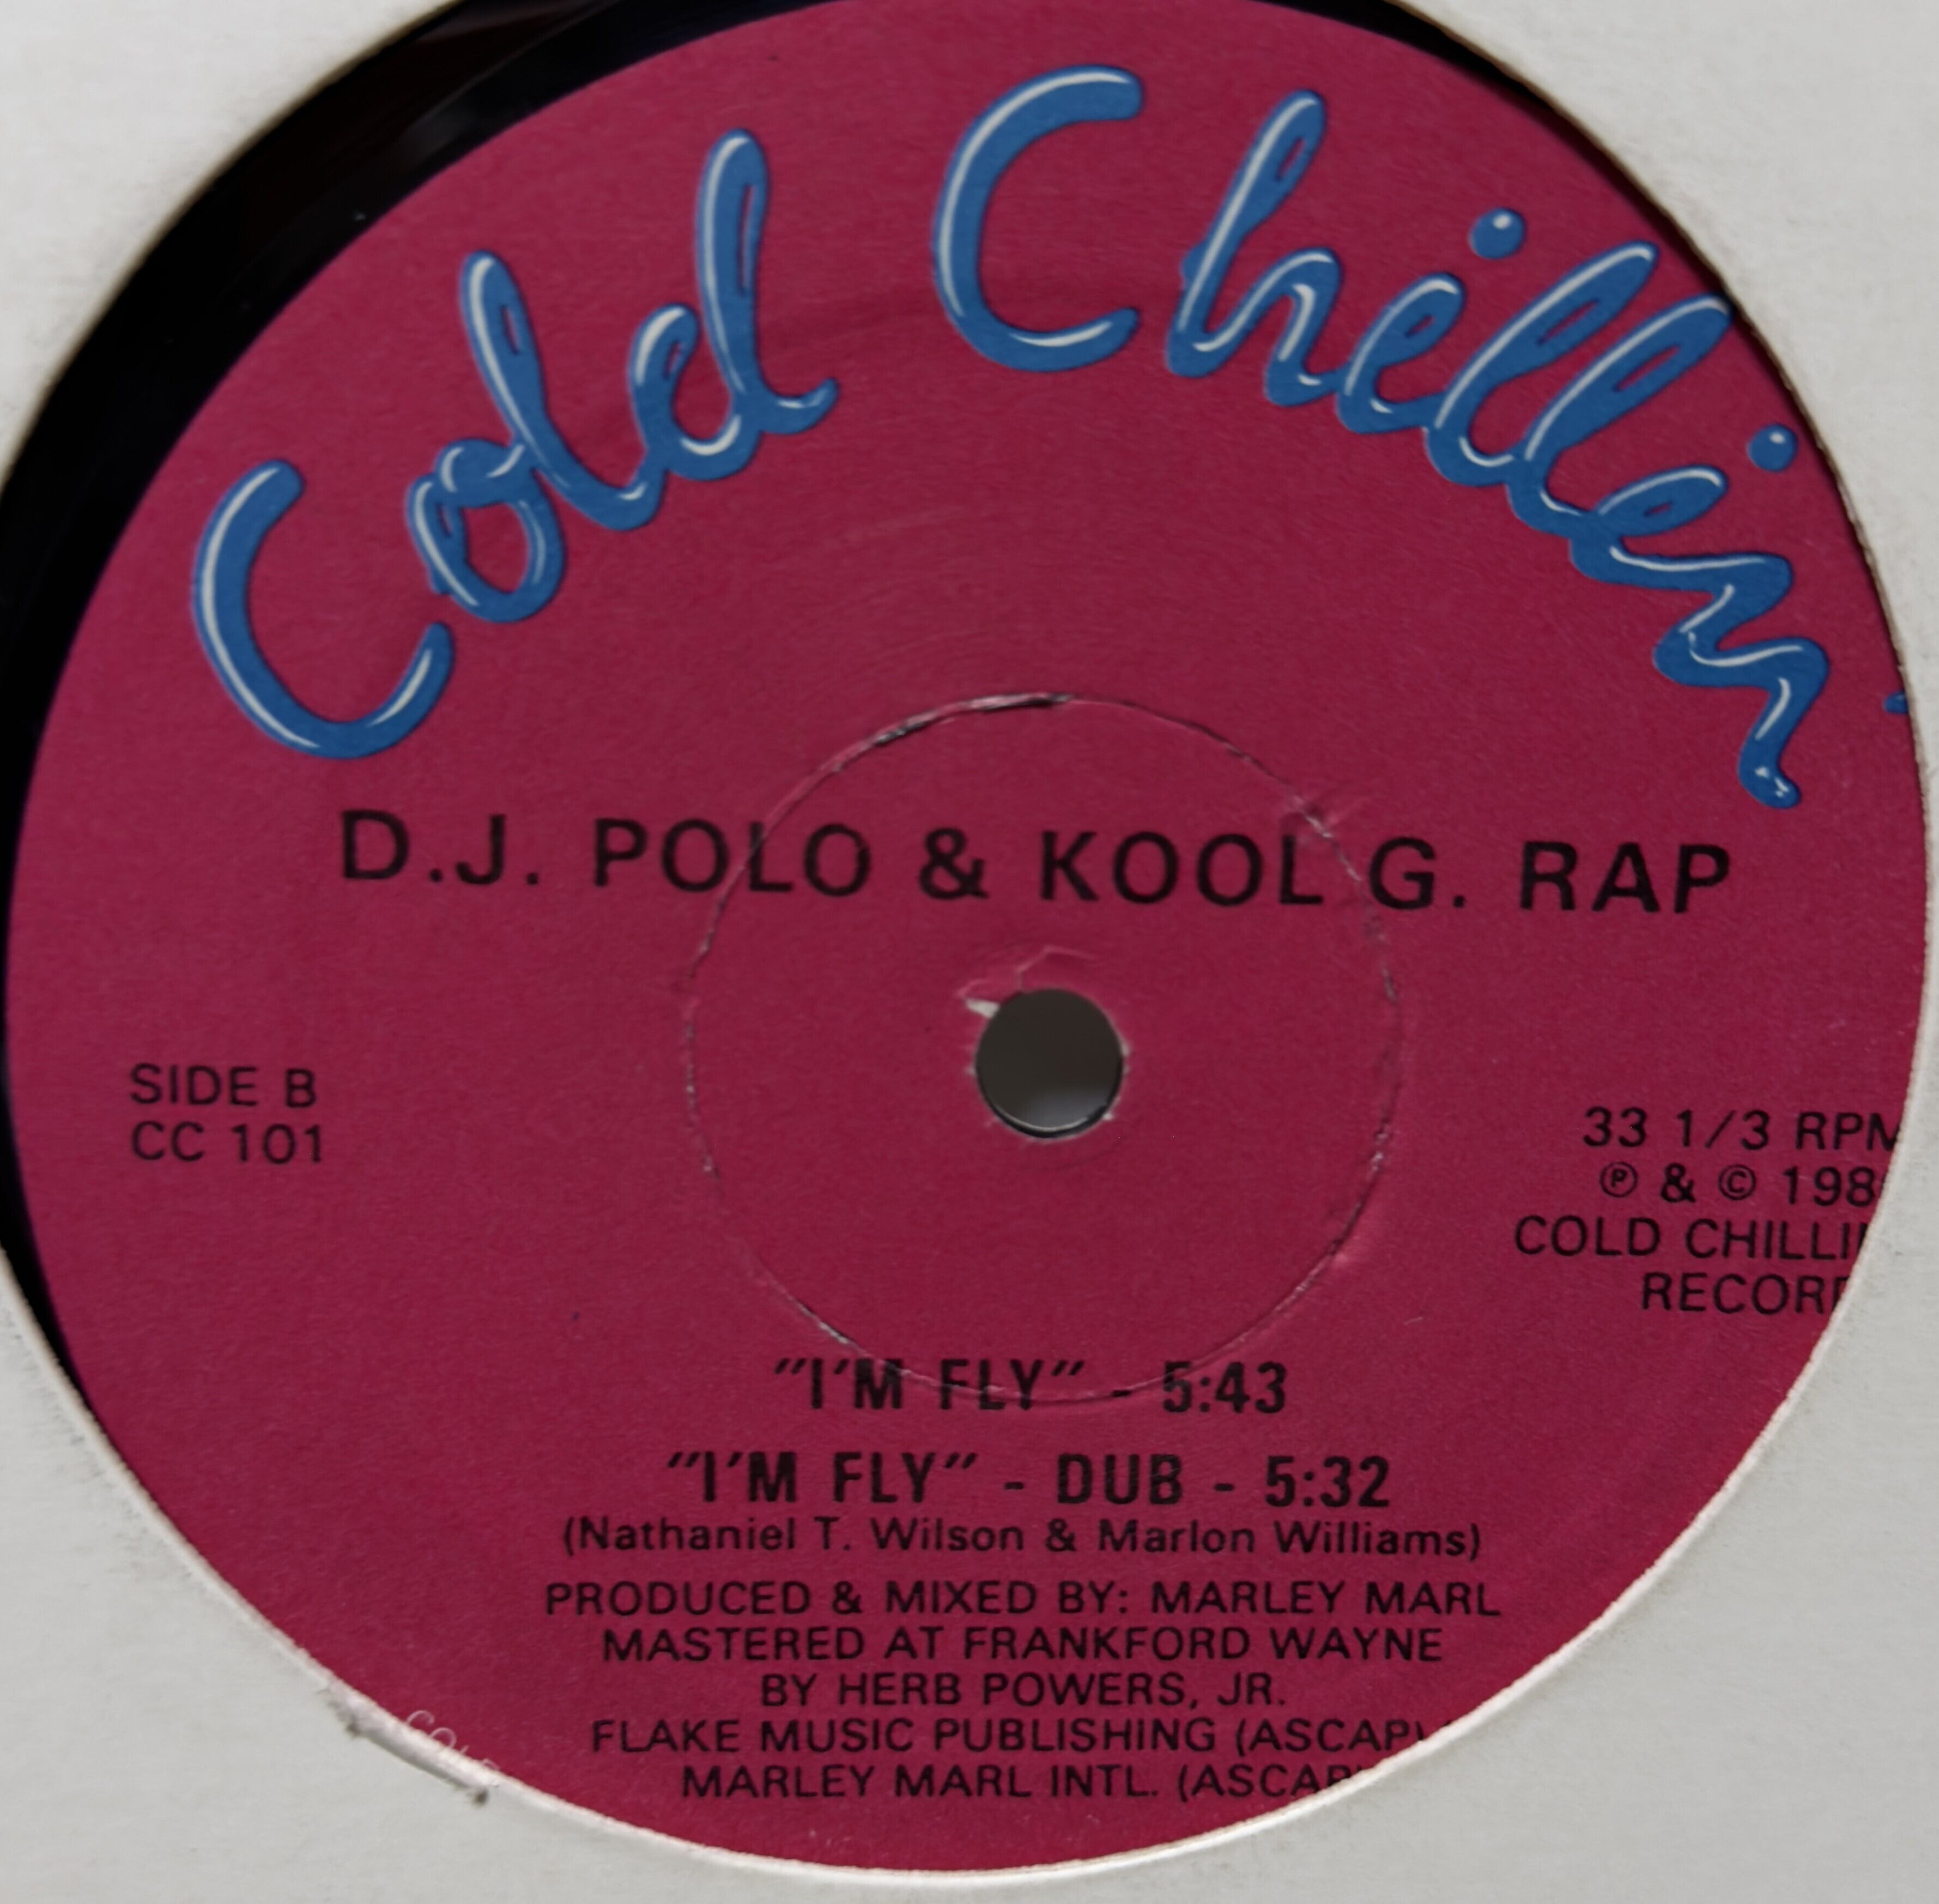 Cold Chillin'
D.J. POLO & KOOL G. RAP
SIDE B
CC 101
33 1/3 RPM
℗ & © 198
COLD CHILLI
RECOR
"I'M FLY" - 5:43
"I'M FLY" - DUB - 5:32
(Nathaniel T. Wilson & Marlon Williams)
PRODUCED & MIXED BY: MARLEY MARL
MASTERED AT FRANKFORD WAYNE
BY HERB POWERS, JR.
FLAKE MUSIC PUBLISHING (ASCAP)
MARLEY MARL INTL. (ASCAP